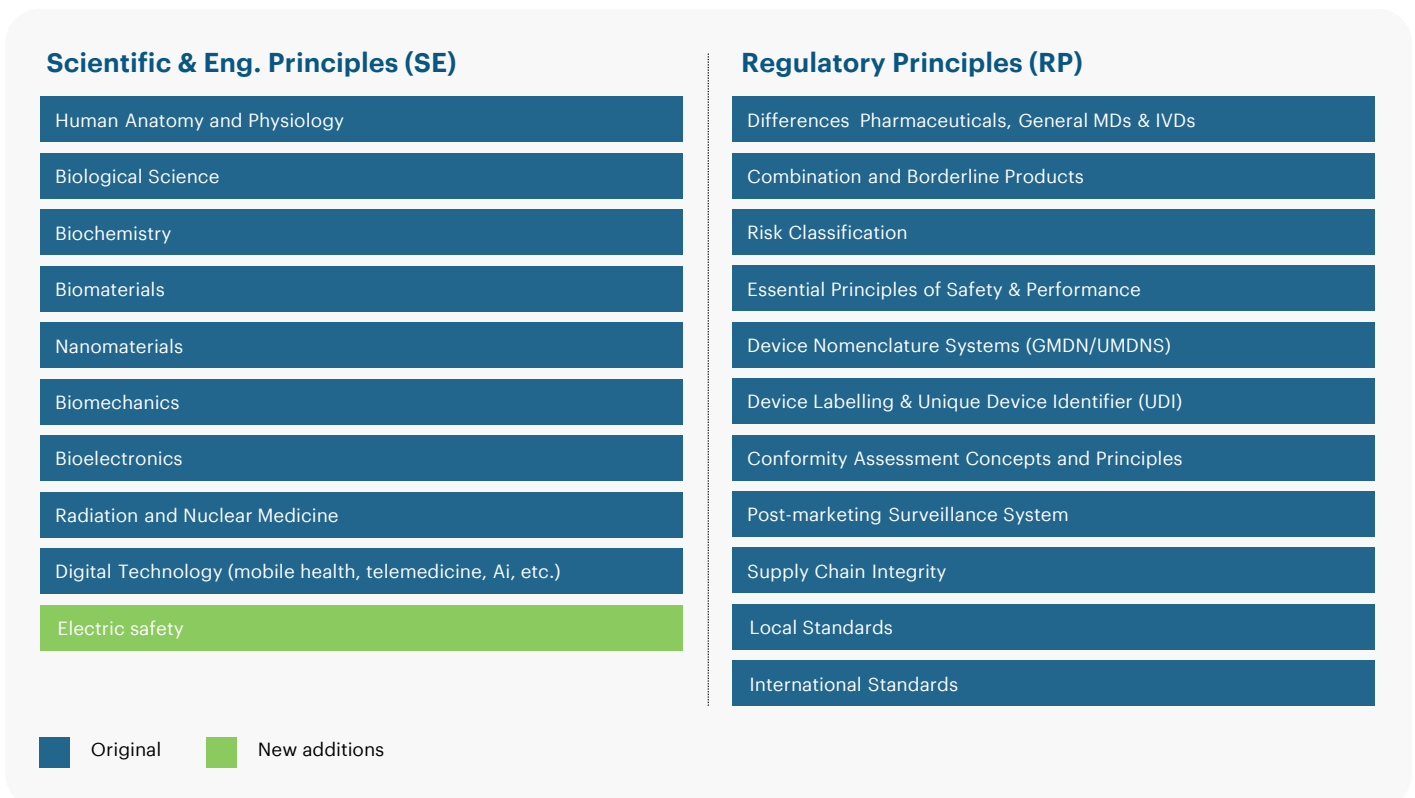 Scientific & Eng. Principles (SE)
Human Anatomy and Physiology
Biological Science
Biochemistry
Biomaterials
Nanomaterials
Biomechanics
Bioelectronics
Radiation and Nuclear Medicine
Digital Technology (mobile health, telemedicine, Ai, etc.)
Electric safety
Regulatory Principles (RP)
Differences Pharmaceuticals, General MDs & IVDs
Combination and Borderline Products
Risk Classification
Essential Principles of Safety & Performance
Device Nomenclature Systems (GMDN/UMDNS)
Device Labelling & Unique Device Identifier (UDI)
Conformity Assessment Concepts and Principles
Post-marketing Surveillance System
Supply Chain Integrity
Local Standards
International Standards
Original
New additions